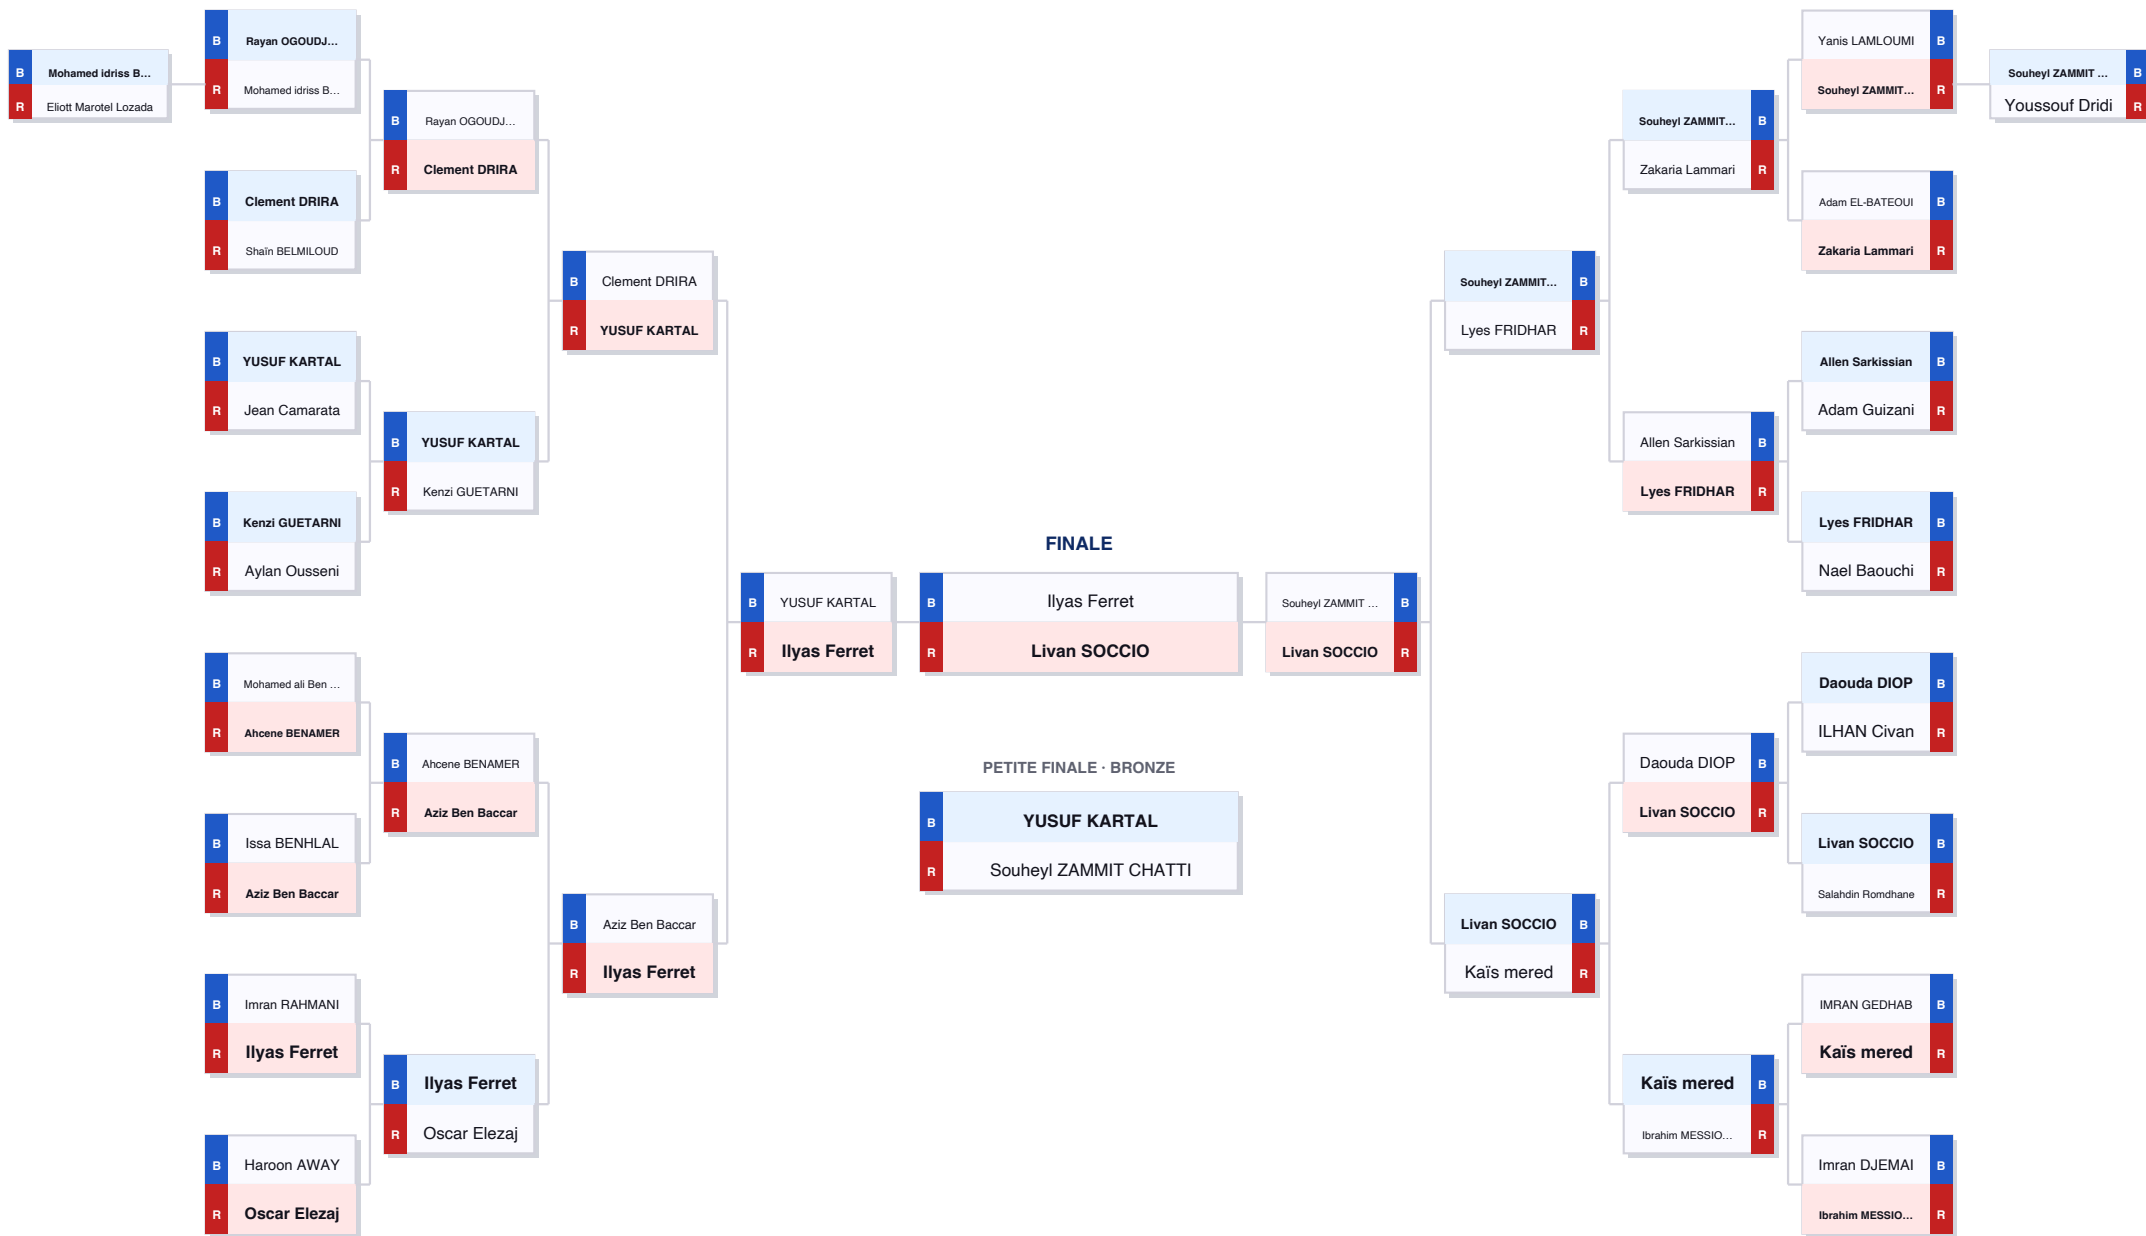 B Mohamed idriss B...
R Eliott Marotel Lozada
B Rayan OGOUDJ...
R Mohamed idriss B...
B Clement DRIRA
R Shaïn BELMILOUD
B YUSUF KARTAL
R Jean Camarata
B Kenzi GUETARNI
R Aylan Ousseni
B Mohamed ali Ben ...
R Ahcene BENAMER
B Issa BENHLAL
R Aziz Ben Baccar
B Imran RAHMANI
R Ilyas Ferret
B Haroon AWAY
R Oscar Elezaj
B Rayan OGOUDJ...
R Clement DRIRA
B YUSUF KARTAL
R Kenzi GUETARNI
B Ahcene BENAMER
R Aziz Ben Baccar
B Ilyas Ferret
R Oscar Elezaj
B Clement DRIRA
R YUSUF KARTAL
B Aziz Ben Baccar
R Ilyas Ferret
B YUSUF KARTAL
R Ilyas Ferret
FINALE
B Ilyas Ferret
R Livan SOCCIO
PETITE FINALE · BRONZE
B YUSUF KARTAL
R Souheyl ZAMMIT CHATTI
Souheyl ZAMMIT ... B
Livan SOCCIO R
Souheyl ZAMMIT... B
Lyes FRIDHAR R
Livan SOCCIO B
Kaïs mered R
Souheyl ZAMMIT... B
Zakaria Lammari R
Allen Sarkissian B
Lyes FRIDHAR R
Daouda DIOP B
Livan SOCCIO R
Kaïs mered B
Ibrahim MESSIO... R
Yanis LAMLOUMI B
Souheyl ZAMMIT... R
Adam EL-BATEOUI B
Zakaria Lammari R
Allen Sarkissian B
Adam Guizani R
Lyes FRIDHAR B
Nael Baouchi R
Daouda DIOP B
ILHAN Civan R
Livan SOCCIO B
Salahdin Romdhane R
IMRAN GEDHAB B
Kaïs mered R
Imran DJEMAI B
Ibrahim MESSIO... R
Souheyl ZAMMIT ... B
Youssouf Dridi R